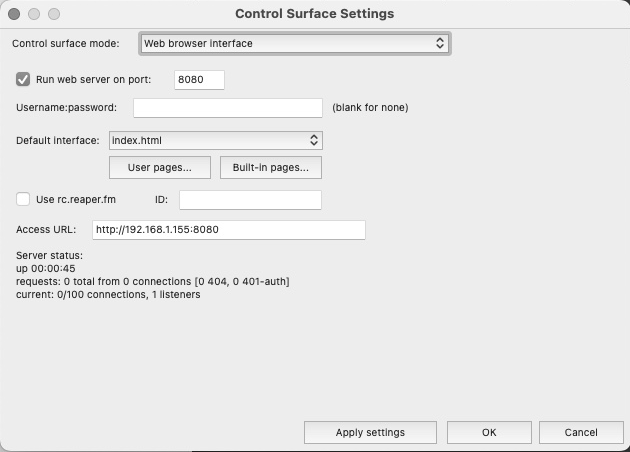 Control Surface Settings
Control surface mode: Web browser interface
Run web server on port: 8080
Username:password: (blank for none)
Default interface: index.html
User pages... Built-in pages...
Use rc.reaper.fm ID:
Access URL: http://192.168.1.155:8080
Server status:
up 00:00:45
requests: 0 total from 0 connections [0 404, 0 401-auth]
current: 0/100 connections, 1 listeners
Apply settings OK Cancel